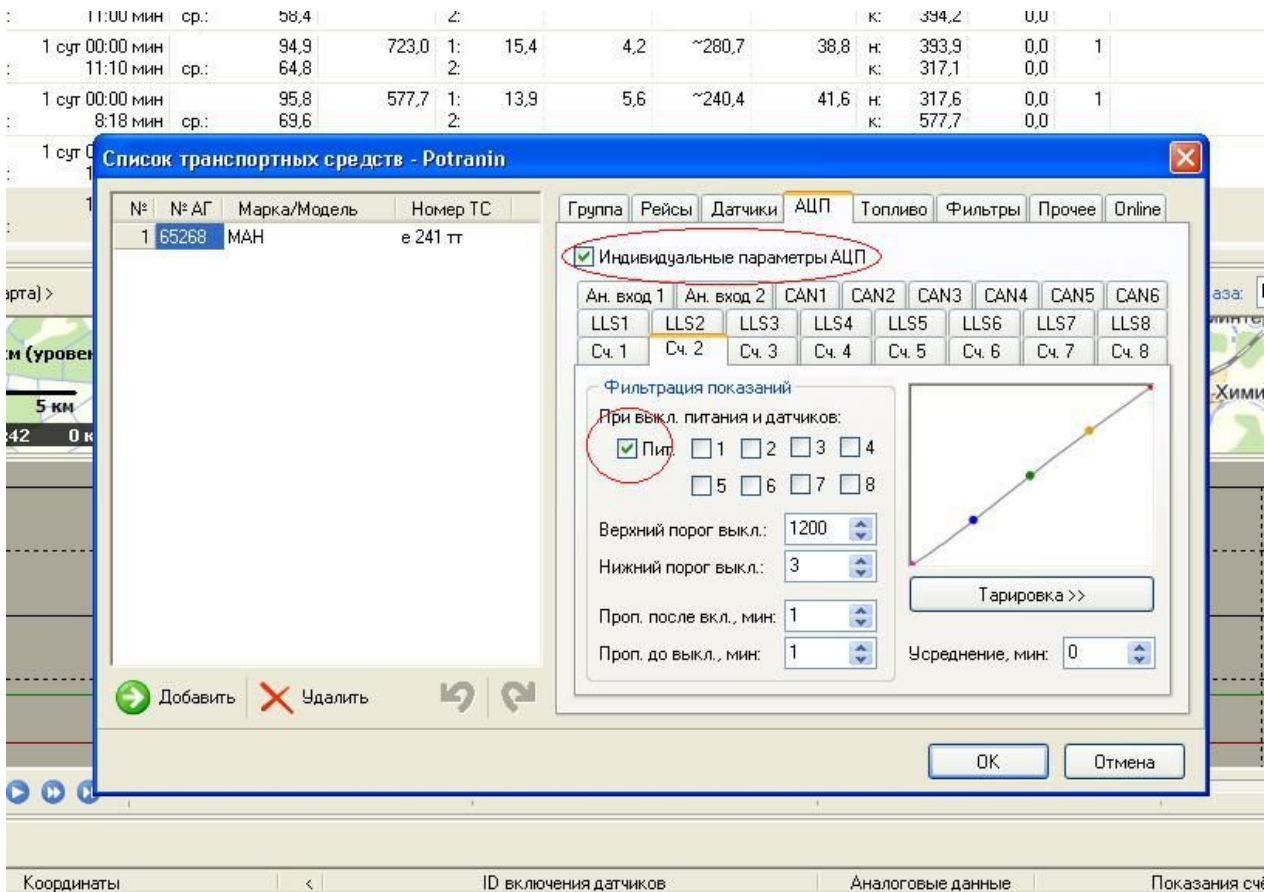 11:00 мин ср.: 58,4 2: к: 394,2 0,0
1 сут 00:00 мин 94,9 723,0 1: 15,4 4,2 ~280,7 38,8 н: 393,9 0,0 1
: 11:10 мин ср.: 64,8 2: к: 317,1 0,0
1 сут 00:00 мин 95,8 577,7 1: 13,9 5,6 ~240,4 41,6 н: 317,6 0,0 1
: 8:18 мин ср.: 69,6 2: к: 577,7 0,0
1 сут
Список транспортных средств - Potranin
№ № АГ Марка/Модель Номер ТС
1 65268 МАН е 241 тт
Группа Рейсы Датчики АЦП Топливо Фильтры Прочее Online
Индивидуальные параметры АЦП
Ан. вход 1 Ан. вход 2 CAN1 CAN2 CAN3 CAN4 CAN5 CAN6
LLS1 LLS2 LLS3 LLS4 LLS5 LLS6 LLS7 LLS8
Сч. 1 Сч. 2 Сч. 3 Сч. 4 Сч. 5 Сч. 6 Сч. 7 Сч. 8
Фильтрация показаний
При выкл. питания и датчиков:
Пит. 1 2 3 4
5 6 7 8
Верхний порог выкл.: 1200
Нижний порог выкл.: 3
Тарировка >>
Проп. после вкл., мин: 1
Проп. до выкл., мин: 1
Усреднение, мин: 0
Добавить Удалить
OK Отмена
арта) >
аза:
км (уровен
5 км
:42 0 к
Хими
Координаты < ID включения датчиков Аналоговые данные Показания счё